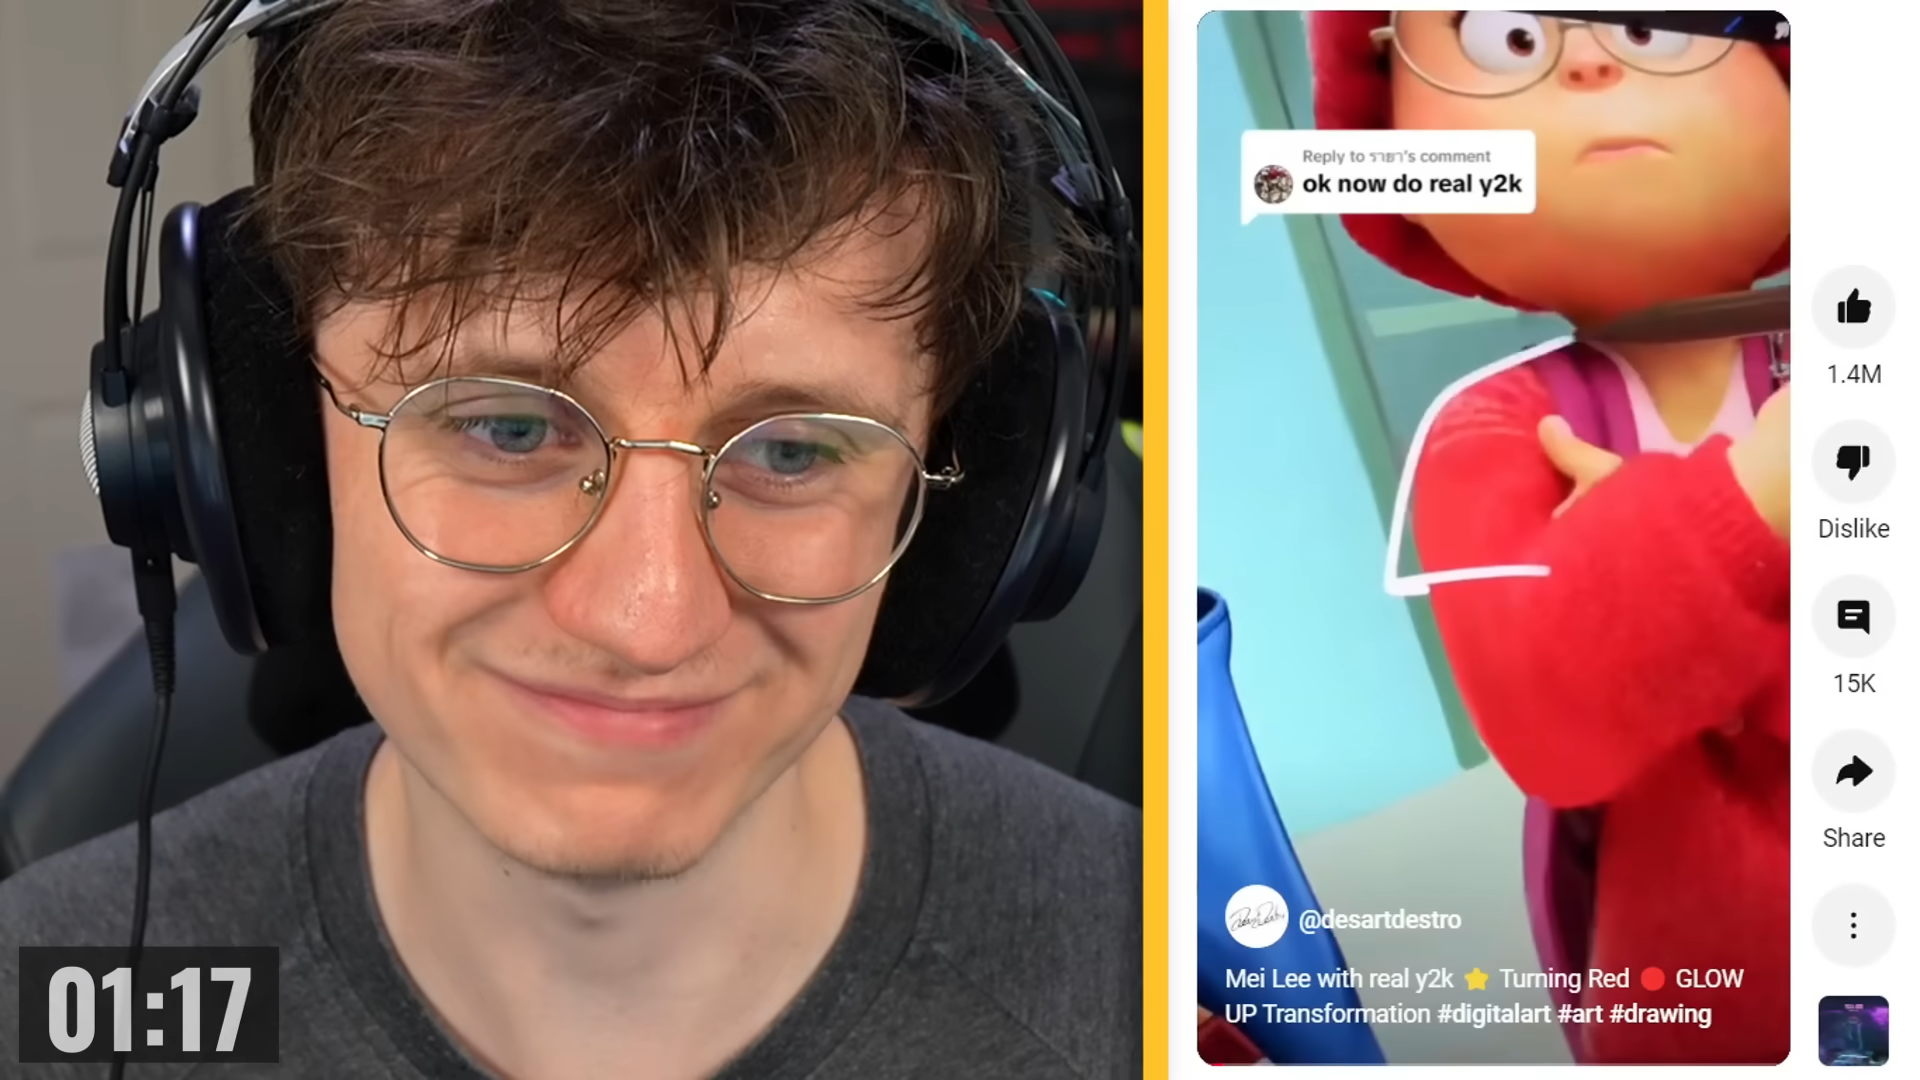 Reply to รายา's comment
ok now do real y2k
1.4M
Dislike
15K
Share
@desartdestro
Mei Lee with real y2k ⭐ Turning Red 🔴 GLOW
UP Transformation #digitalart #art #drawing
01:17